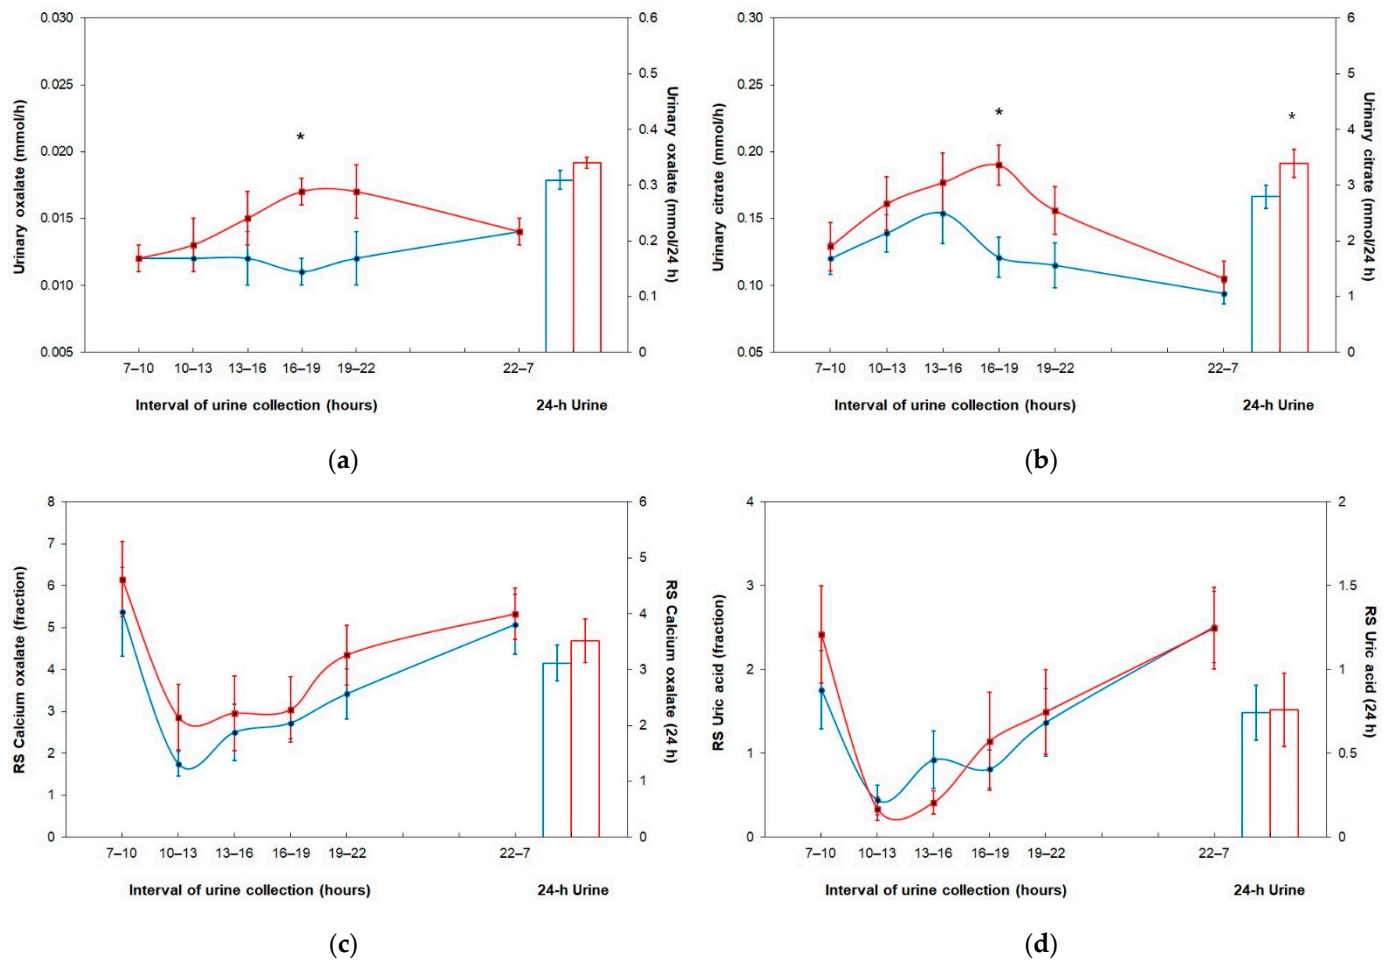 0.030
0.025
0.020
0.015
0.010
0.005
Urinary oxalate (mmol/h)
*
0.6
0.5
0.4
0.3
0.2
0.1
0
Urinary oxalate (mmol/24 h)
7–10 10–13 13–16 16–19 19–22 22–7
Interval of urine collection (hours) 24-h Urine
(a)
0.30
0.25
0.20
0.15
0.10
0.05
Urinary citrate (mmol/h)
* *
6
5
4
3
2
1
0
Urinary citrate (mmol/24 h)
7–10 10–13 13–16 16–19 19–22 22–7
Interval of urine collection (hours) 24-h Urine
(b)
8
7
6
5
4
3
2
1
0
RS Calcium oxalate (fraction)
6
5
4
3
2
1
0
RS Calcium oxalate (24 h)
7–10 10–13 13–16 16–19 19–22 22–7
Interval of urine collection (hours) 24-h Urine
(c)
4
3
2
1
0
RS Uric acid (fraction)
2
1.5
1
0.5
0
RS Uric acid (24 h)
7–10 19–13 13–16 16–19 19–22 22–7
Interval of urine collection (hours) 24-h Urine
(d)